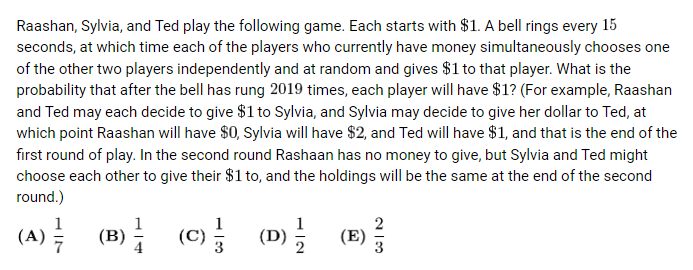 Raashan, Sylvia, and Ted play the following game. Each starts with $1. A bell rings every 15
seconds, at which time each of the players who currently have money simultaneously chooses one
of the other two players independently and at random and gives $1 to that player. What is the
probability that after the bell has rung 2019 times, each player will have $1? (For example, Raashan
and Ted may each decide to give $1 to Sylvia, and Sylvia may decide to give her dollar to Ted, at
which point Raashan will have $0, Sylvia will have $2, and Ted will have $1, and that is the end of the
first round of play. In the second round Rashaan has no money to give, but Sylvia and Ted might
choose each other to give their $1 to, and the holdings will be the same at the end of the second
round.)
(A) 1/7 (B) 1/4 (C) 1/3 (D) 1/2 (E) 2/3